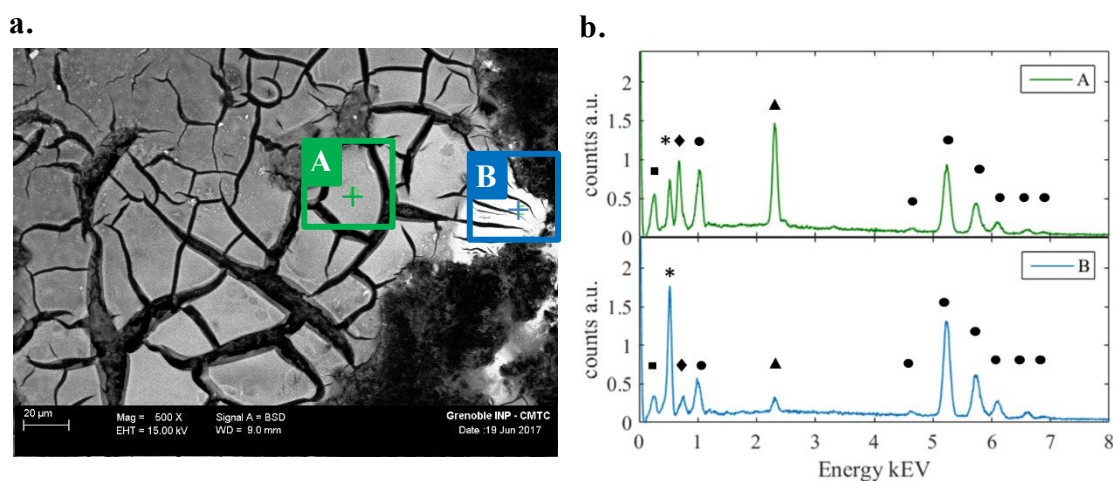 a.
A
B
20 µm
Mag = 500 X
EHT = 15.00 kV
Signal A = BSD
WD = 9.0 mm
Grenoble INP - CMTC
Date :19 Jun 2017
b.
2
1.5
1
0.5
0
countts a.u.
A
2
1.5
1
0.5
0
counts a.u.
B
0 1 2 3 4 5 6 7 8
Energy kEV